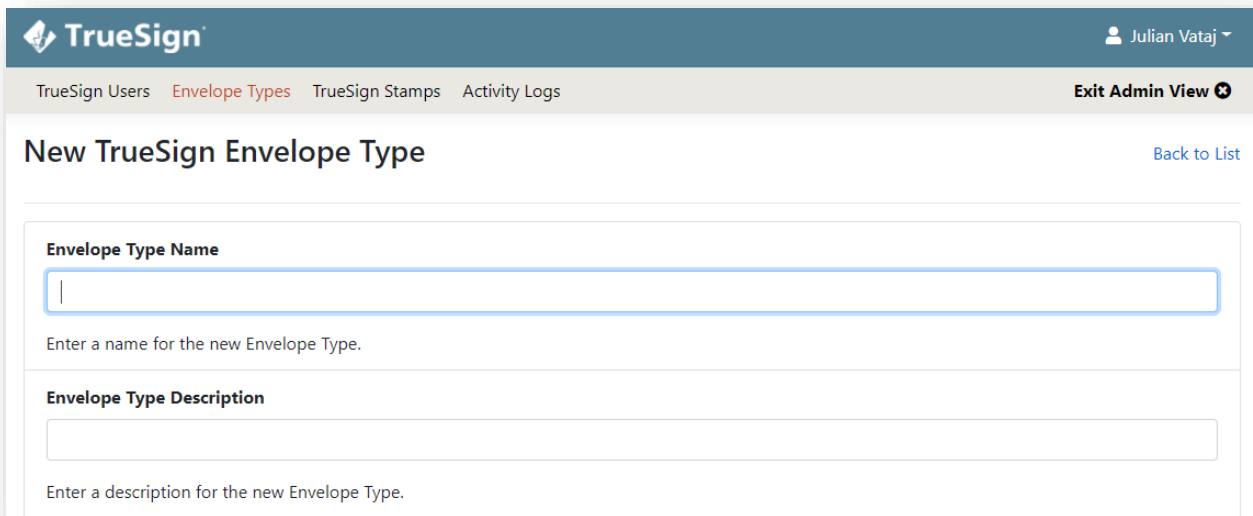 TrueSign
Julian Vataj
TrueSign Users Envelope Types TrueSign Stamps Activity Logs Exit Admin View
New TrueSign Envelope Type Back to List
Envelope Type Name
Enter a name for the new Envelope Type.
Envelope Type Description
Enter a description for the new Envelope Type.